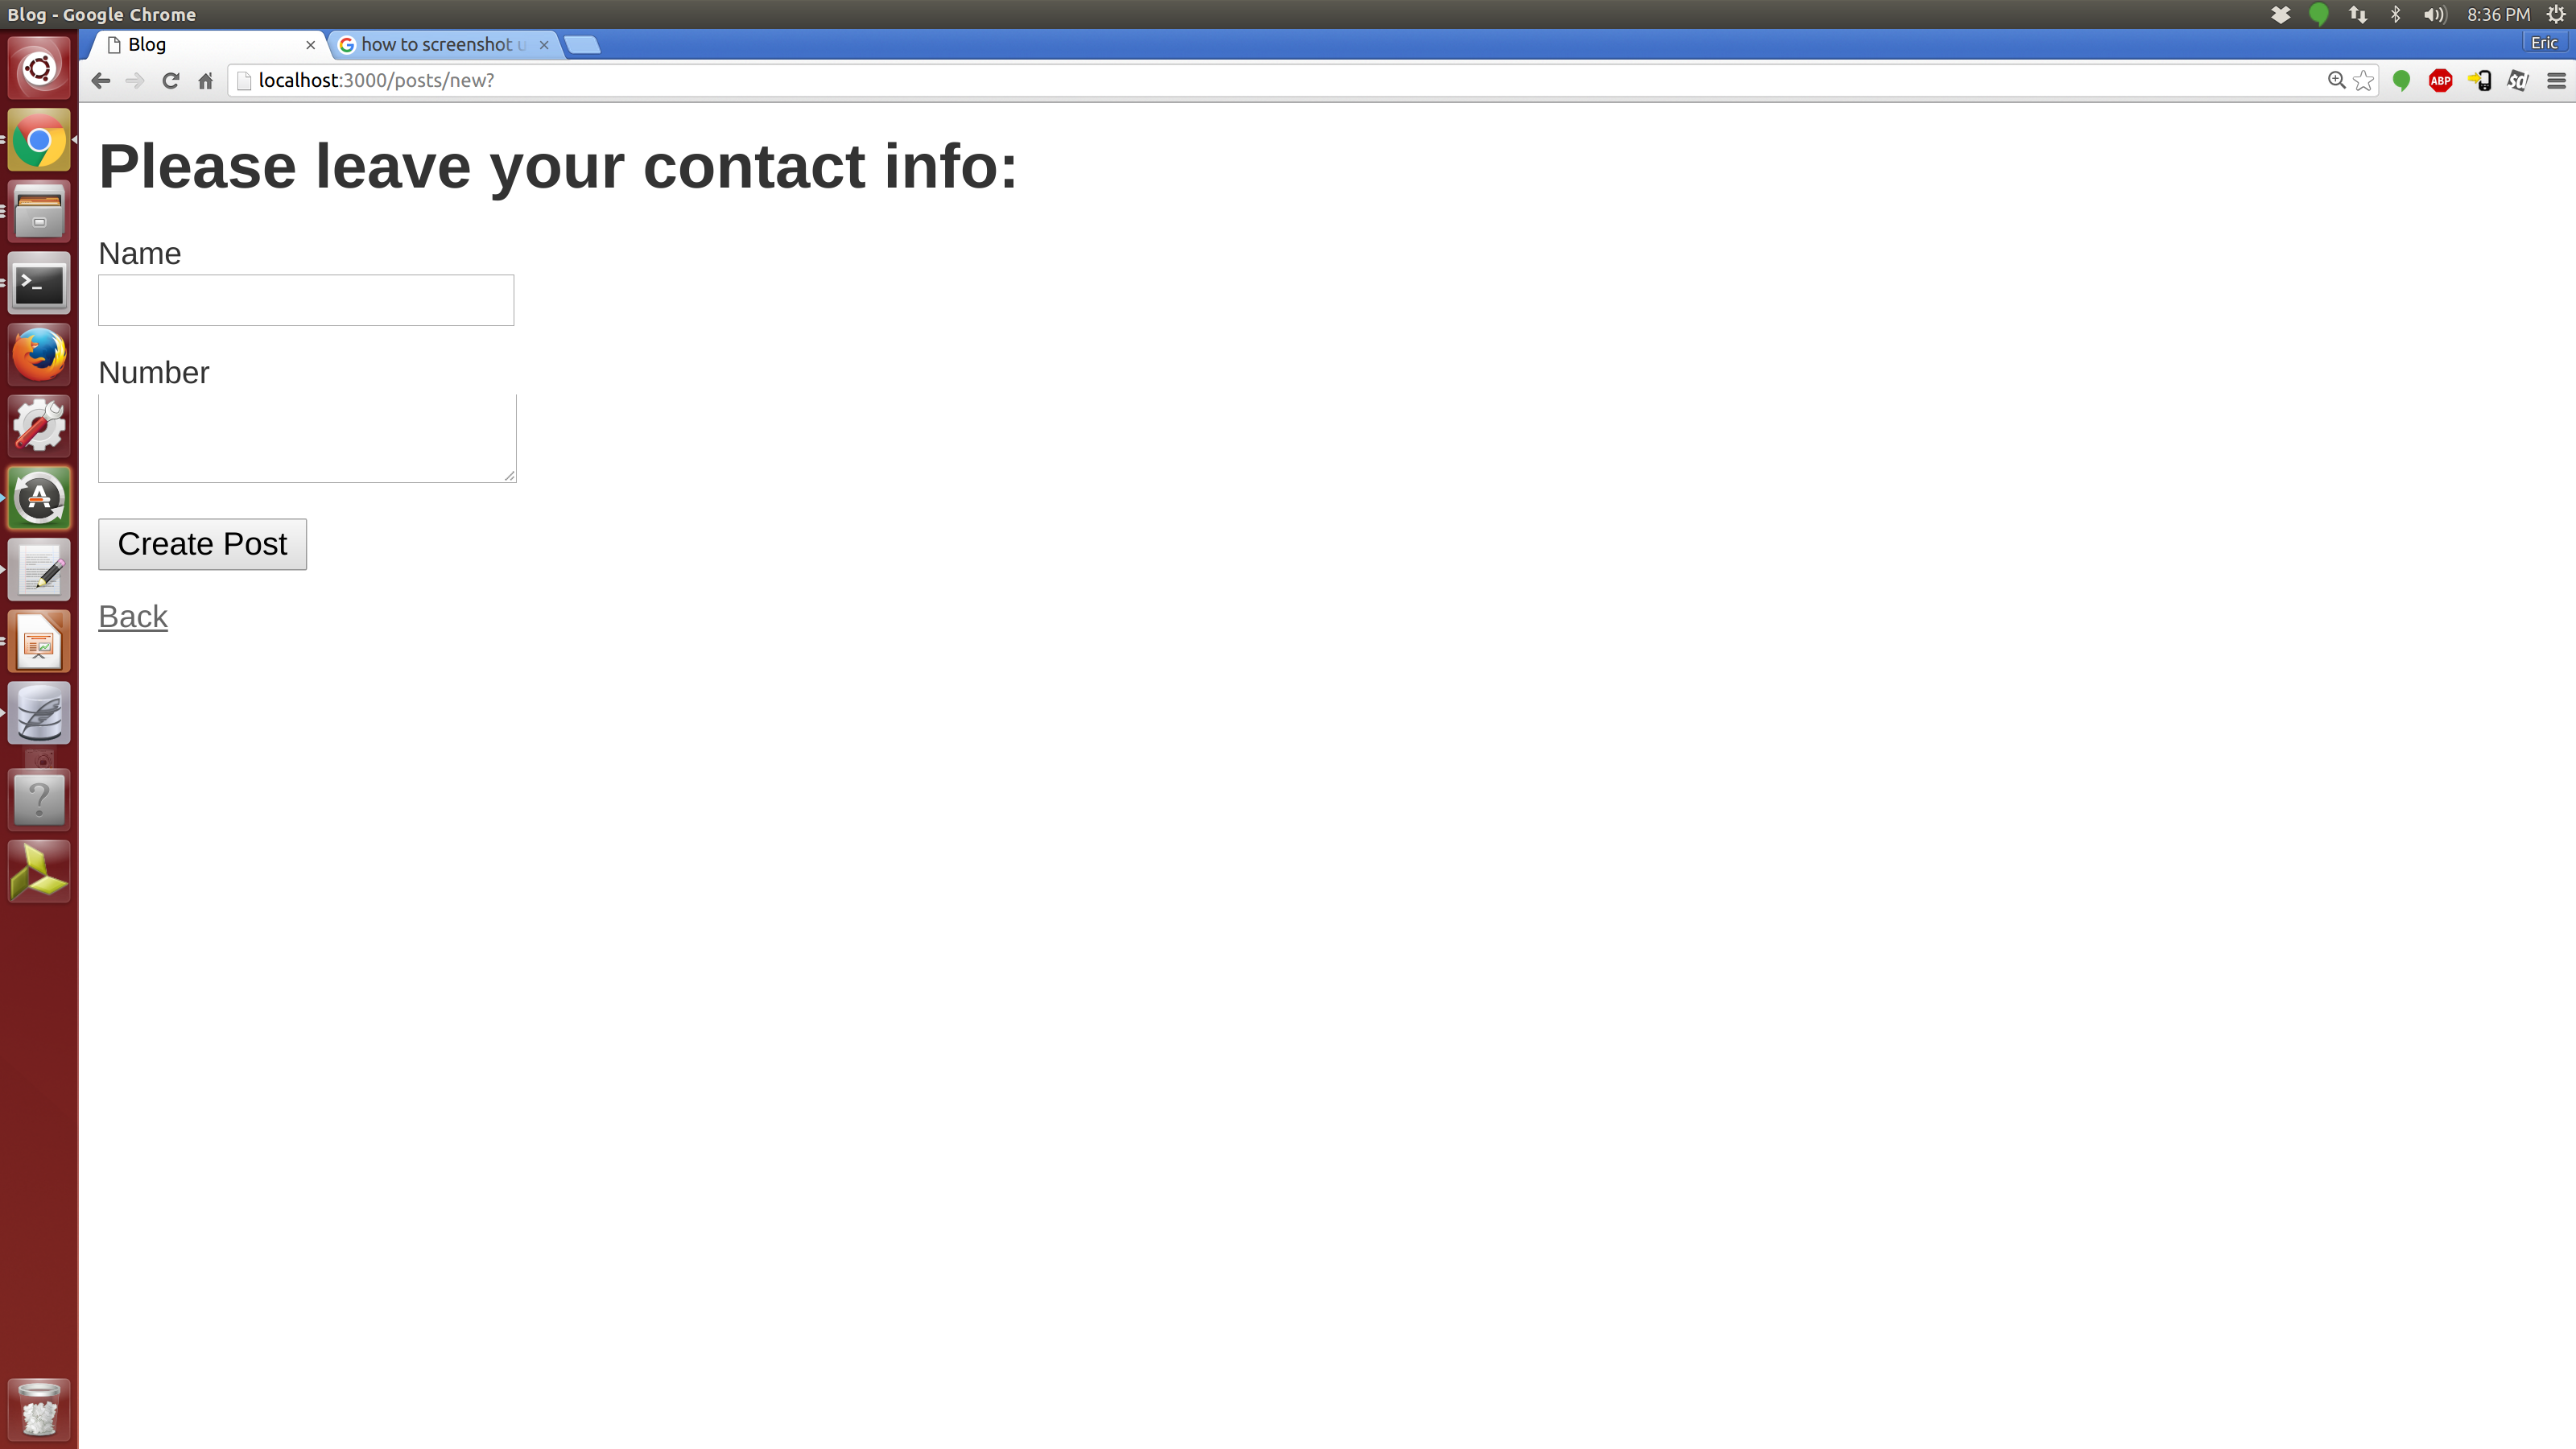 Blog - Google Chrome
8:36 PM
Blog
how to screenshot u
Eric
localhost:3000/posts/new?
ABP
Please leave your contact info:
Name
Number
Create Post
Back